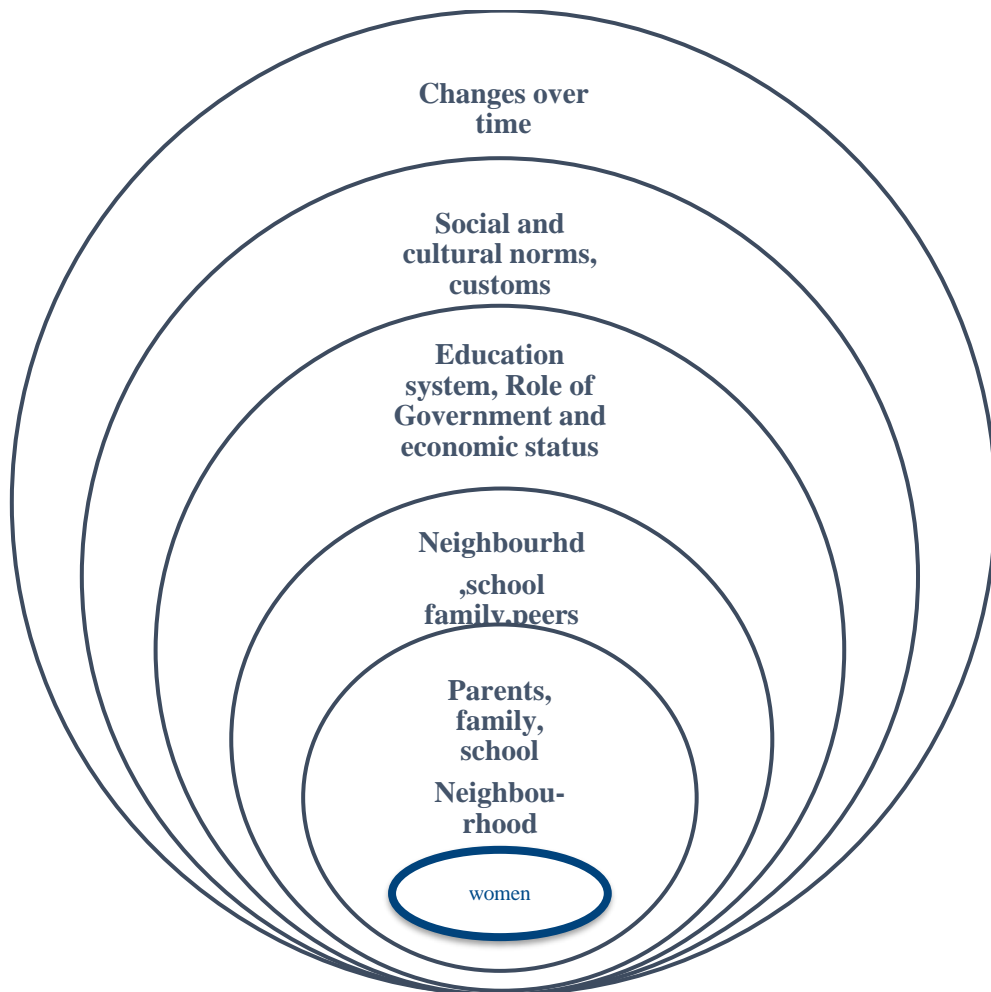 Changes over
time
Social and
cultural norms,
customs
Education
system, Role of
Government and
economic status
Neighbourhd
,school
family,peers
Parents,
family,
school
Neighbou-
rhood
women